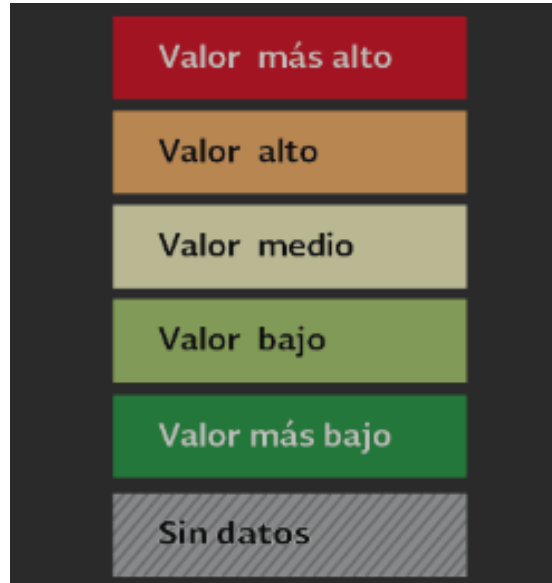 Valor más alto
Valor alto
Valor medio
Valor bajo
Valor más bajo
Sin datos